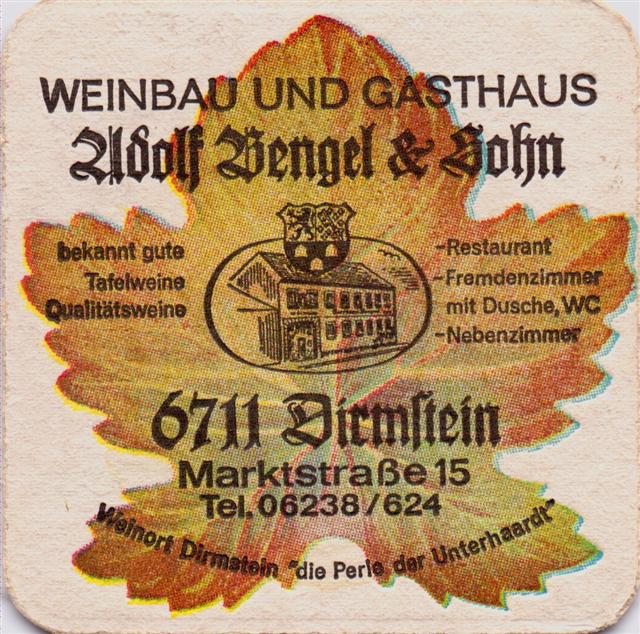 WEINBAU UND GASTHAUS
Adolf Bengel & Sohn
bekannt gute
Tafelweine
Qualitätsweine
-Restaurant
-Fremdenzimmer
mit Dusche, WC
-Nebenzimmer
6711 Dirmstein
Marktstraße 15
Tel. 06238/624
Weinort Dirmstein "die Perle der Unterhaardt"